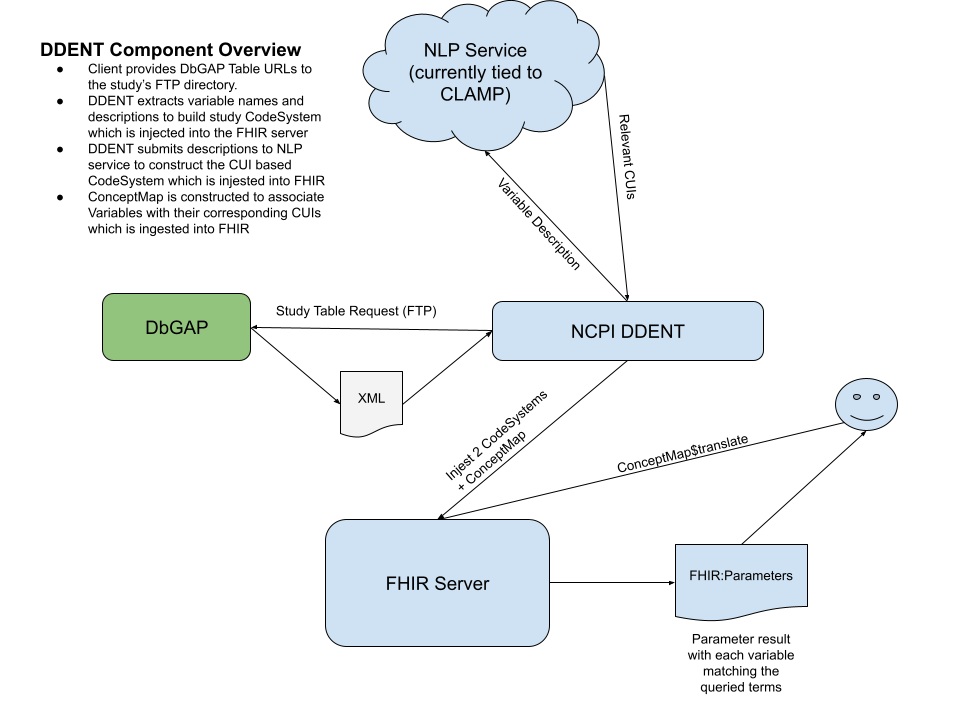 DDENT Component Overview
● Client provides DbGAP Table URLs to
the study's FTP directory.
● DDENT extracts variable names and
descriptions to build study CodeSystem
which is injected into the FHIR server
● DDENT submits descriptions to NLP
service to construct the CUI based
CodeSystem which is injested into FHIR
● ConceptMap is constructed to associate
Variables with their corresponding CUIs
which is ingested into FHIR
NLP Service
(currently tied to
CLAMP)
Relevant CUIs
Variable Description
DbGAP
Study Table Request (FTP)
NCPI DDENT
XML
Injest 2 CodeSystems
+ ConceptMap
ConceptMap$translate
FHIR Server
FHIR:Parameters
Parameter result
with each variable
matching the
queried terms